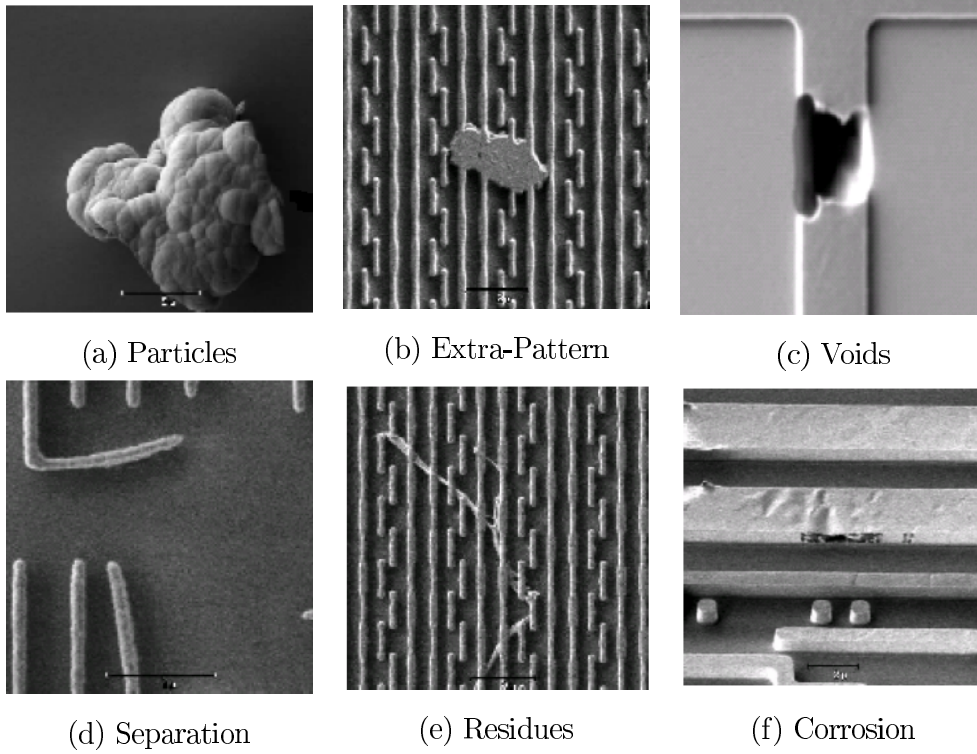 (a) Particles
(b) Extra-Pattern
(c) Voids
(d) Separation
(e) Residues
(f) Corrosion